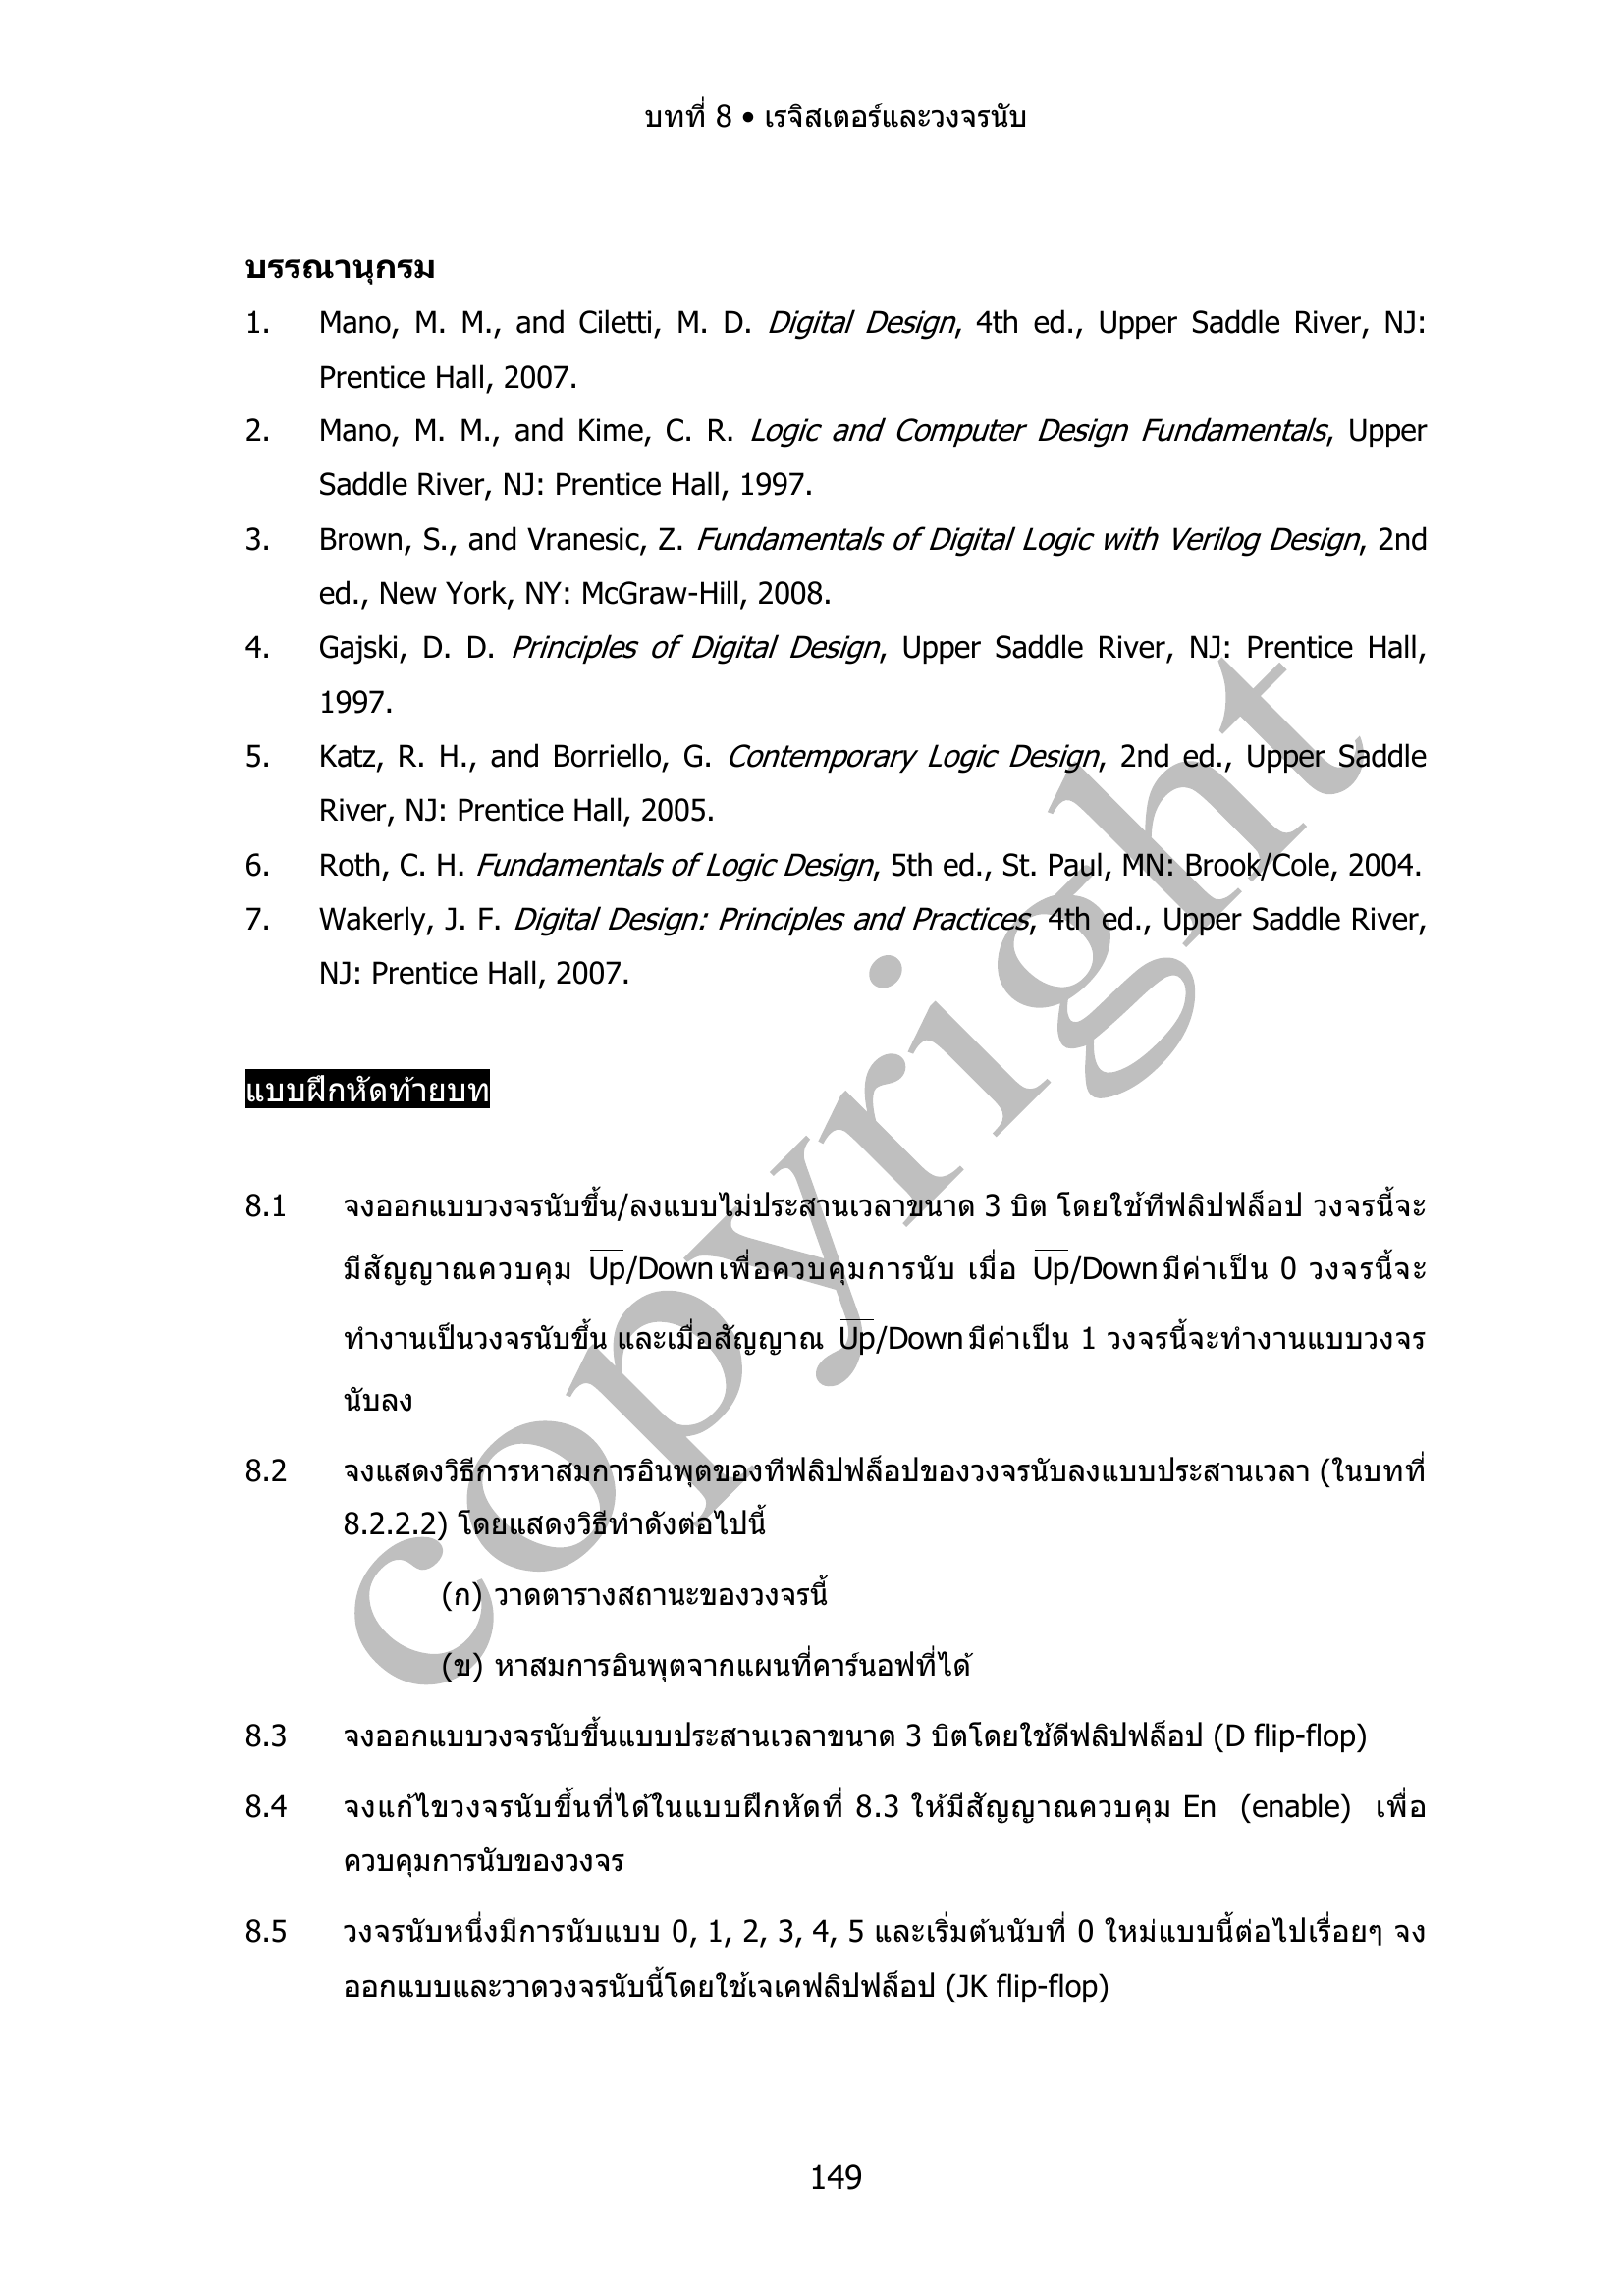 บทที่ 8 • เรจิสเตอร์และวงจรนับ
บรรณานุกรม
1. Mano, M. M., and Ciletti, M. D. Digital Design, 4th ed., Upper Saddle River, NJ:
Prentice Hall, 2007.
2. Mano, M. M., and Kime, C. R. Logic and Computer Design Fundamentals, Upper
Saddle River, NJ: Prentice Hall, 1997.
3. Brown, S., and Vranesic, Z. Fundamentals of Digital Logic with Verilog Design, 2nd
ed., New York, NY: McGraw-Hill, 2008.
4. Gajski, D. D. Principles of Digital Design, Upper Saddle River, NJ: Prentice Hall,
1997.
5. Katz, R. H., and Borriello, G. Contemporary Logic Design, 2nd ed., Upper Saddle
River, NJ: Prentice Hall, 2005.
6. Roth, C. H. Fundamentals of Logic Design, 5th ed., St. Paul, MN: Brook/Cole, 2004.
7. Wakerly, J. F. Digital Design: Principles and Practices, 4th ed., Upper Saddle River,
NJ: Prentice Hall, 2007.
แบบฝึกหัดท้ายบท
8.1 จงออกแบบวงจรนับขึ้น/ลงแบบไม่ประสานเวลาขนาด 3 บิต โดยใช้ทีฟลิปฟล็อป วงจรนี้จะ
มีสัญญาณควบคุม U̅p̅/Down เพื่อควบคุมการนับ เมื่อ U̅p̅/Down มีค่าเป็น 0 วงจรนี้จะ
ทำงานเป็นวงจรนับขึ้น และเมื่อสัญญาณ U̅p̅/Down มีค่าเป็น 1 วงจรนี้จะทำงานแบบวงจร
นับลง
8.2 จงแสดงวิธีการหาสมการอินพุตของทีฟลิปฟล็อปของวงจรนับลงแบบประสานเวลา (ในบทที่
8.2.2.2) โดยแสดงวิธีทำดังต่อไปนี้
(ก) วาดตารางสถานะของวงจรนี้
(ข) หาสมการอินพุตจากแผนที่คาร์นอฟที่ได้
8.3 จงออกแบบวงจรนับขึ้นแบบประสานเวลาขนาด 3 บิตโดยใช้ดีฟลิปฟล็อป (D flip-flop)
8.4 จงแก้ไขวงจรนับขึ้นที่ได้ในแบบฝึกหัดที่ 8.3 ให้มีสัญญาณควบคุม En (enable) เพื่อ
ควบคุมการนับของวงจร
8.5 วงจรนับหนึ่งมีการนับแบบ 0, 1, 2, 3, 4, 5 และเริ่มต้นนับที่ 0 ใหม่แบบนี้ต่อไปเรื่อยๆ จง
ออกแบบและวาดวงจรนับนี้โดยใช้เจเคฟลิปฟล็อป (JK flip-flop)
copyright
149